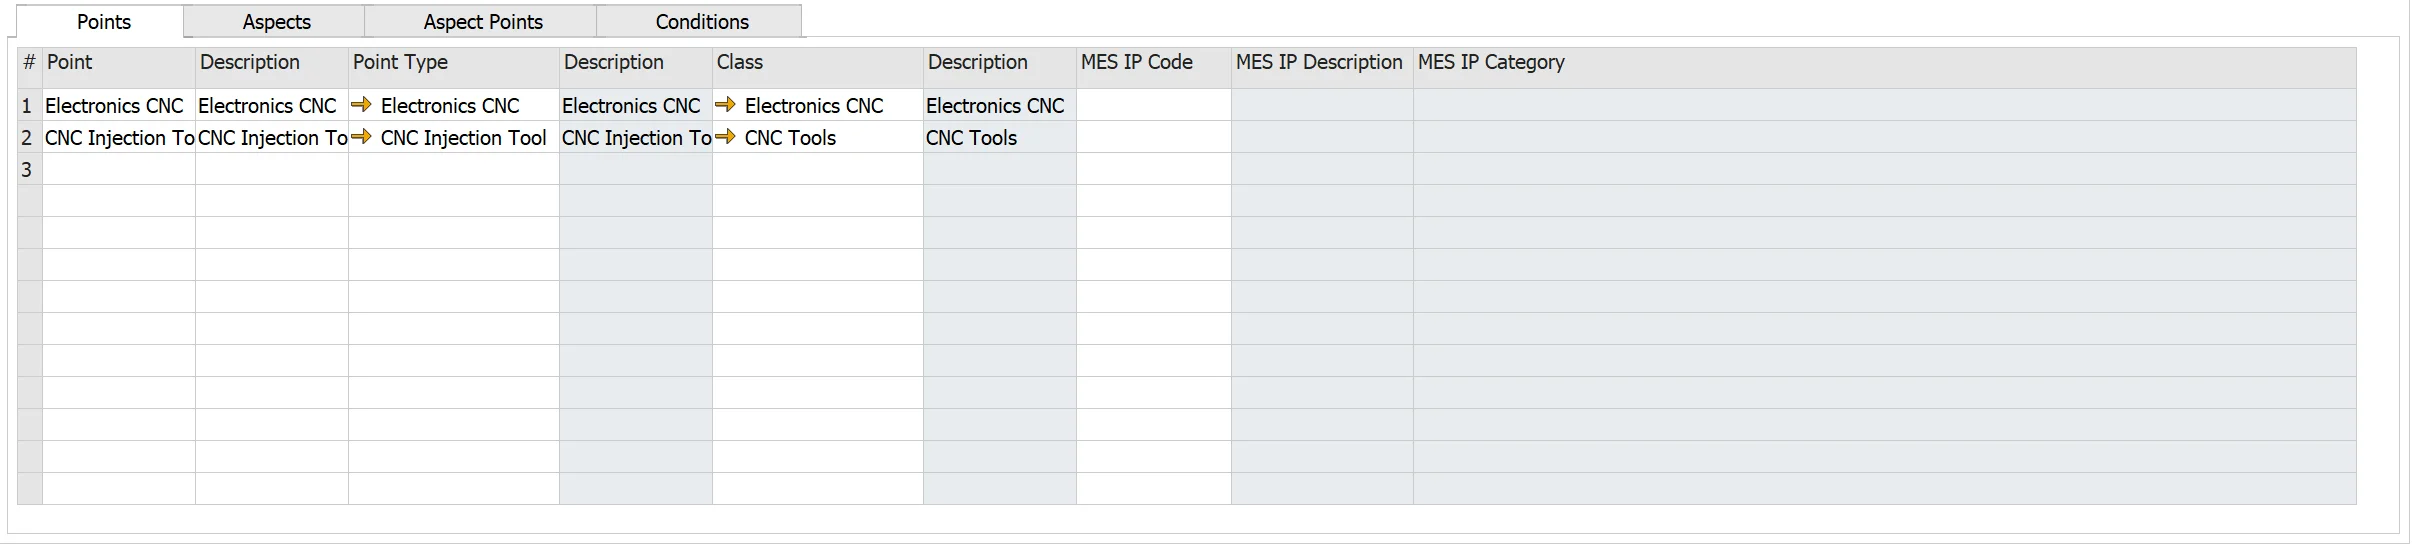 Points Aspects Aspect Points Conditions
# Point Description Point Type Description Class Description MES IP Code MES IP Description MES IP Category
1 Electronics CNC Electronics CNC Electronics CNC Electronics CNC Electronics CNC Electronics CNC
2 CNC Injection To CNC Injection To CNC Injection Tool CNC Injection To CNC Tools CNC Tools
3